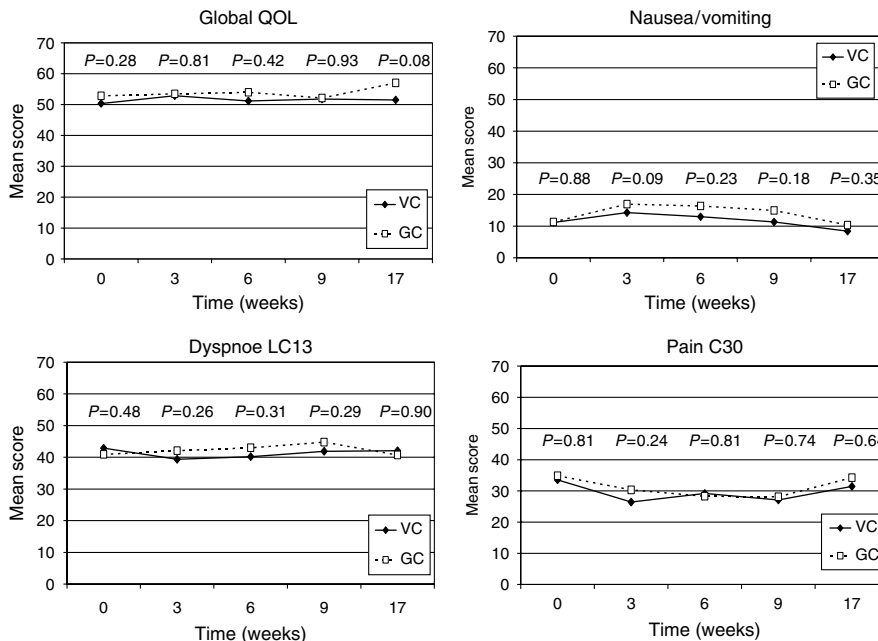 Global QOL
70
60
50
40
30
20
10
0
Mean score
P=0.28 P=0.81 P=0.42 P=0.93 P=0.08
VC
GC
0 3 6 9 17
Time (weeks)
Nausea/vomiting
70
60
50
40
30
20
10
0
Mean score
VC
GC
P=0.88 P=0.09 P=0.23 P=0.18 P=0.35
0 3 6 9 17
Time (weeks)
Dyspnoe LC13
70
60
50
40
30
20
10
0
Mean score
P=0.48 P=0.26 P=0.31 P=0.29 P=0.90
VC
GC
0 3 6 9 17
Time (weeks)
Pain C30
70
60
50
40
30
20
10
0
Mean score
P=0.81 P=0.24 P=0.81 P=0.74 P=0.64
VC
GC
0 3 6 9 17
Time (weeks)